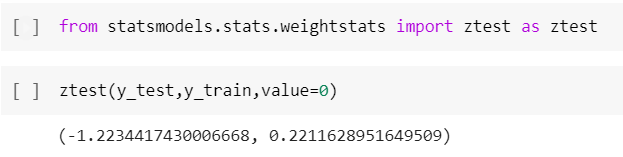 [ ] from statsmodels.stats.weightstats import ztest as ztest
[ ] ztest(y_test,y_train,value=0)
(-1.2234417430006668, 0.2211628951649509)